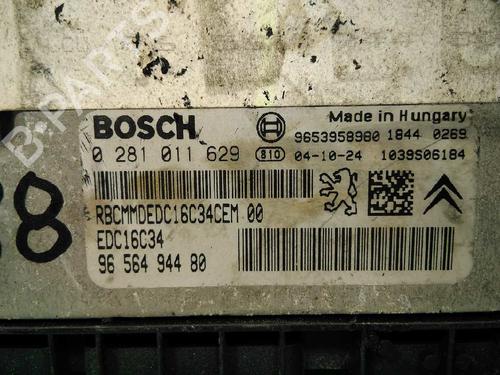 BOSCH
Made in Hungary
9653958980 1844 0269
0 281 011 629 810 04-10-24 1039S06184
RBCMMDEDC16C34CEM 00
EDC16C34
96 564 944 80
38
B-PARTS